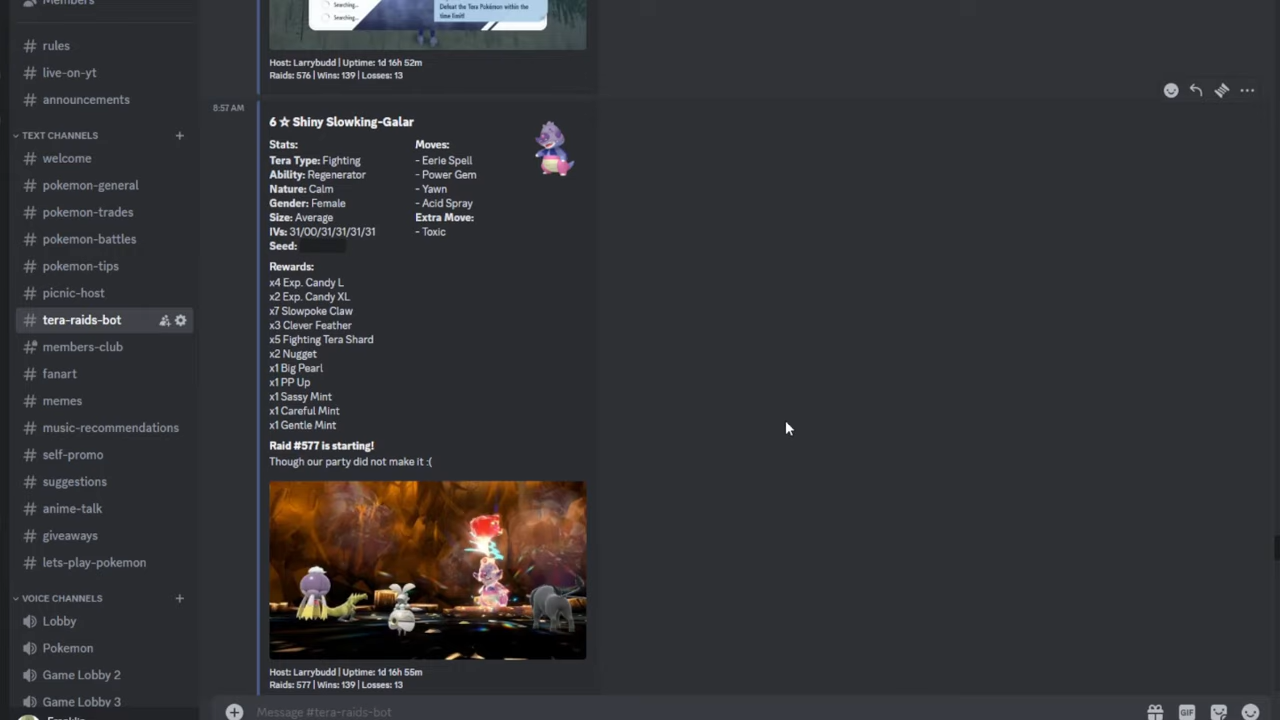 Members
rules
live-on-yt
announcements
TEXT CHANNELS
welcome
pokemon-general
pokemon-trades
pokemon-battles
pokemon-tips
picnic-host
tera-raids-bot
members-club
fanart
memes
music-recommendations
self-promo
suggestions
anime-talk
giveaways
lets-play-pokemon
VOICE CHANNELS
Lobby
Pokemon
Game Lobby 2
Game Lobby 3
Searching...
Searching...
Defeat the Tera Pokémon within the
time limit!
Host: Larrybudd | Uptime: 1d 16h 52m
Raids: 576 | Wins: 139 | Losses: 13
8:57 AM
6 ☆ Shiny Slowking-Galar
Stats:
Tera Type: Fighting
Ability: Regenerator
Nature: Calm
Gender: Female
Size: Average
IVs: 31/00/31/31/31/31
Seed:
Moves:
- Eerie Spell
- Power Gem
- Yawn
- Acid Spray
Extra Move:
- Toxic
Rewards:
x4 Exp. Candy L
x2 Exp. Candy XL
x7 Slowpoke Claw
x3 Clever Feather
x5 Fighting Tera Shard
x2 Nugget
x1 Big Pearl
x1 PP Up
x1 Sassy Mint
x1 Careful Mint
x1 Gentle Mint
Raid #577 is starting!
Though our party did not make it :(
Host: Larrybudd | Uptime: 1d 16h 55m
Raids: 577 | Wins: 139 | Losses: 13
Message #tera-raids-bot
GIF